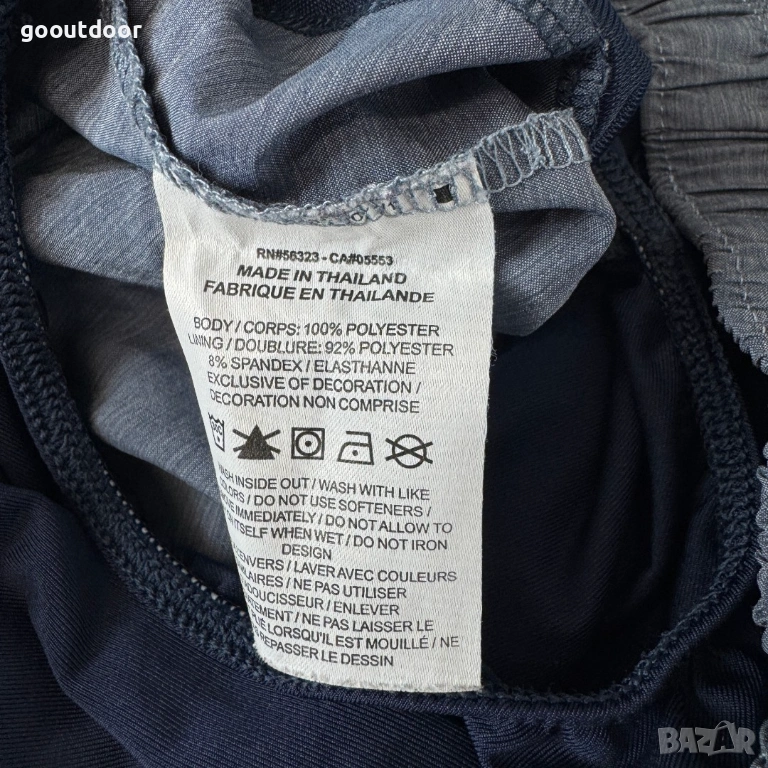 gooutdoor
RN#56323 - CA#05553
MADE IN THAILAND
FABRIQUE EN THAILANDE
BODY / CORPS: 100% POLYESTER
LINING / DOUBLURE: 92% POLYESTER
8% SPANDEX / ELASTHANNE
EXCLUSIVE OF DECORATION /
DECORATION NON COMPRISE
INSIDE OUT / WASH WITH LIKE
/ DO NOT USE SOFTENERS /
IMMEDIATELY / DO NOT ALLOW TO
ITSELF WHEN WET / DO NOT IRON
DESIGN
/ LAVER AVEC COULEURS
/ NE PAS UTILISER
/ ENLEVER
/ NE PAS LAISSER LE
LORSQU'IL EST MOUILLÉ / NE
REPASSER LE DESSIN
BAZAR